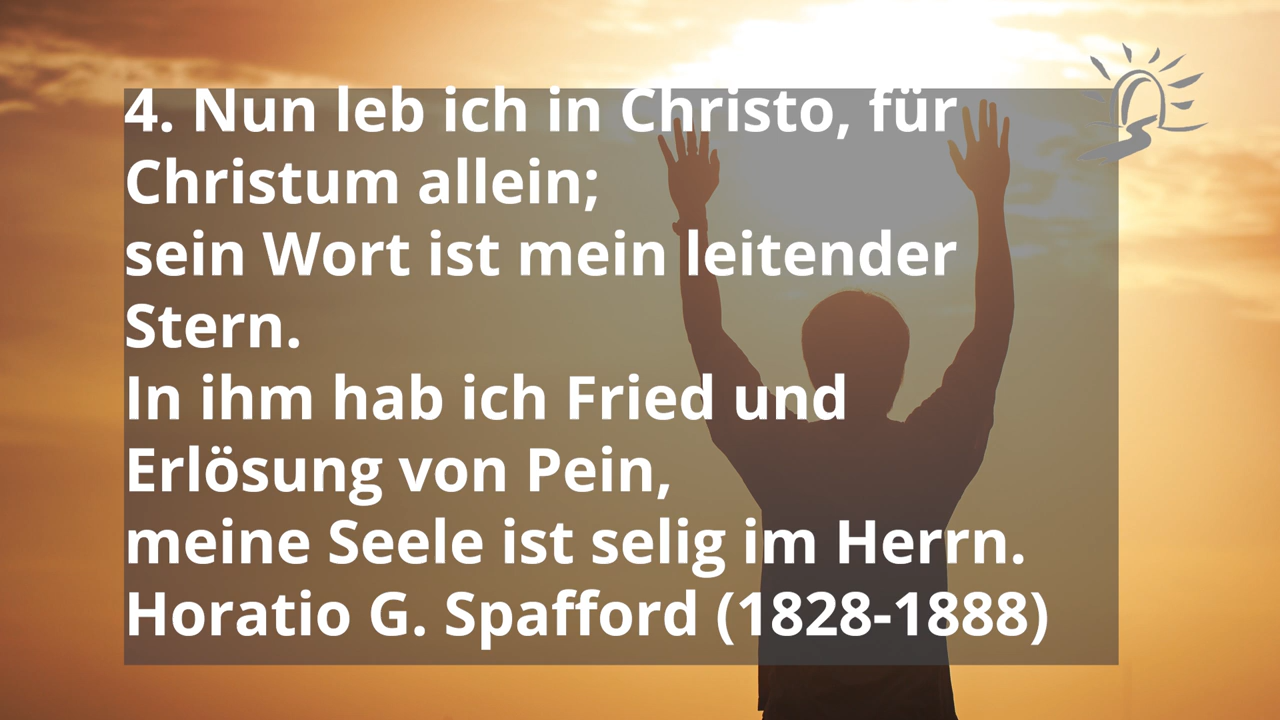 4. Nun leb ich in Christo, für
Christum allein;
sein Wort ist mein leitender
Stern.
In ihm hab ich Fried und
Erlösung von Pein,
meine Seele ist selig im Herrn.
Horatio G. Spafford (1828-1888)